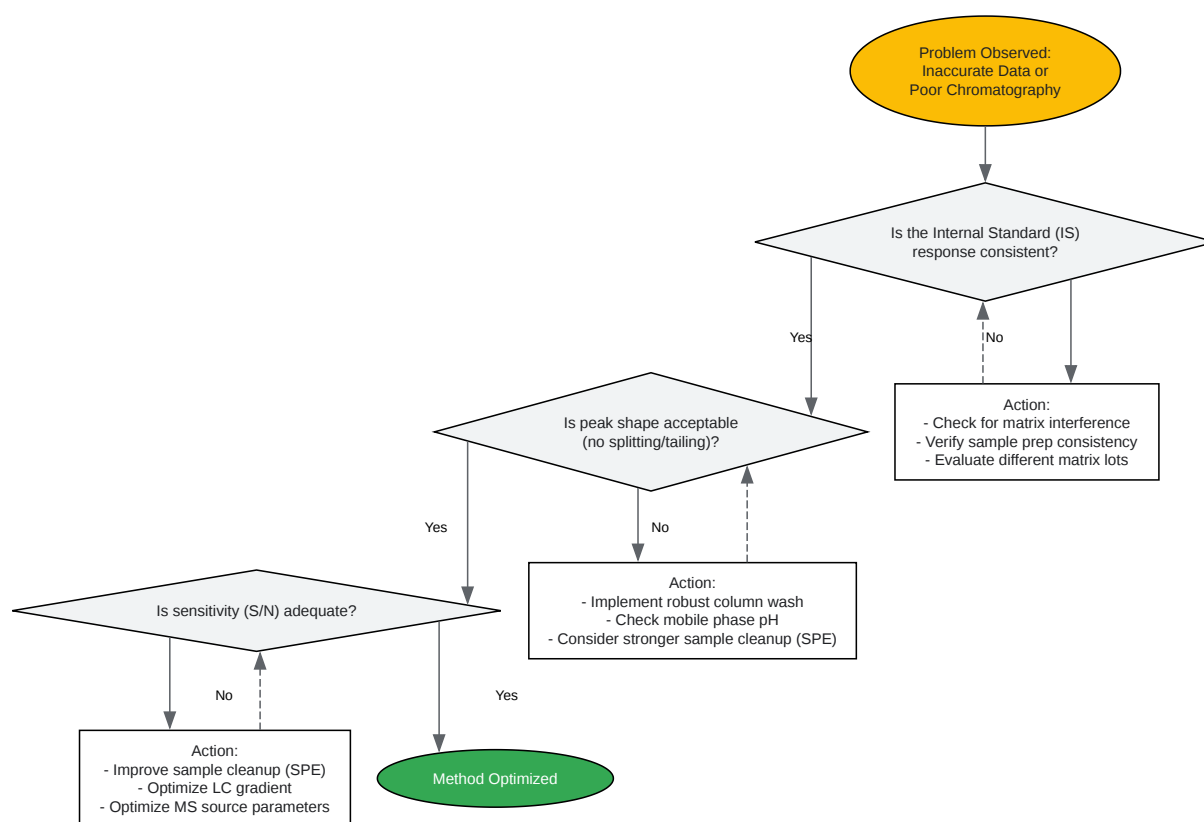 Problem Observed:
Inaccurate Data or
Poor Chromatography
Is the Internal Standard (IS)
response consistent?
Yes
No
Action:
- Check for matrix interference
- Verify sample prep consistency
- Evaluate different matrix lots
Is peak shape acceptable
(no splitting/tailing)?
Yes
No
Action:
- Implement robust column wash
- Check mobile phase pH
- Consider stronger sample cleanup (SPE)
Is sensitivity (S/N) adequate?
No
Yes
Action:
- Improve sample cleanup (SPE)
- Optimize LC gradient
- Optimize MS source parameters
Method Optimized